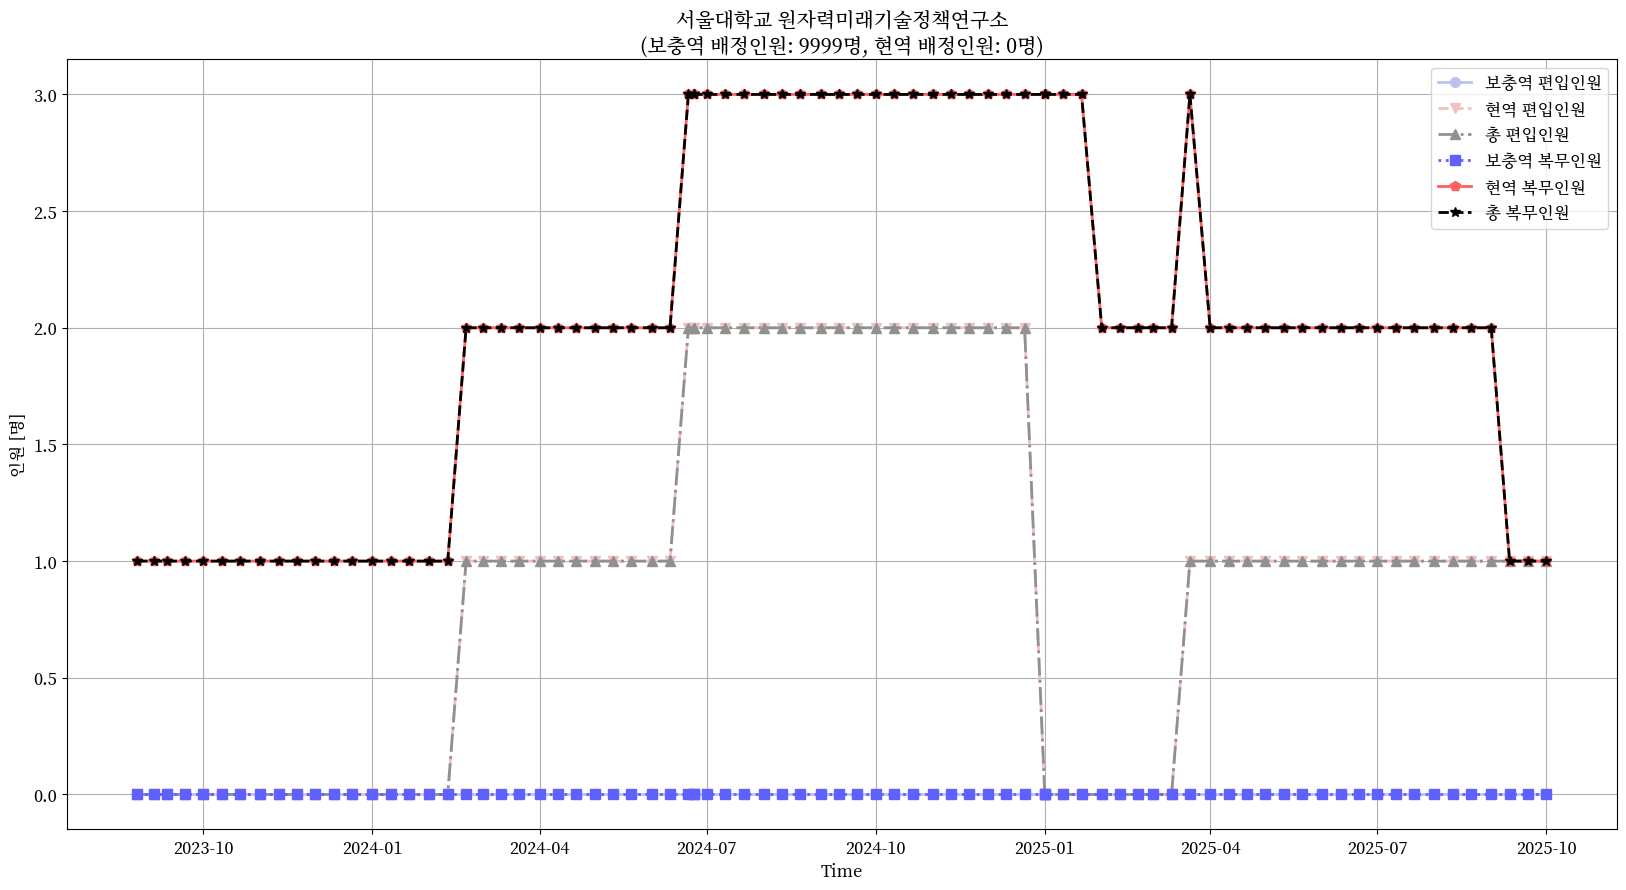 서울대학교 원자력미래기술정책연구소
(보충역 배정인원: 9999명, 현역 배정인원: 0명)
보충역 편입인원
현역 편입인원
총 편입인원
보충역 복무인원
현역 복무인원
총 복무인원
인원 [명]
3.0
2.5
2.0
1.5
1.0
0.5
0.0
2023-10
2024-01
2024-04
2024-07
2024-10
2025-01
2025-04
2025-07
2025-10
Time